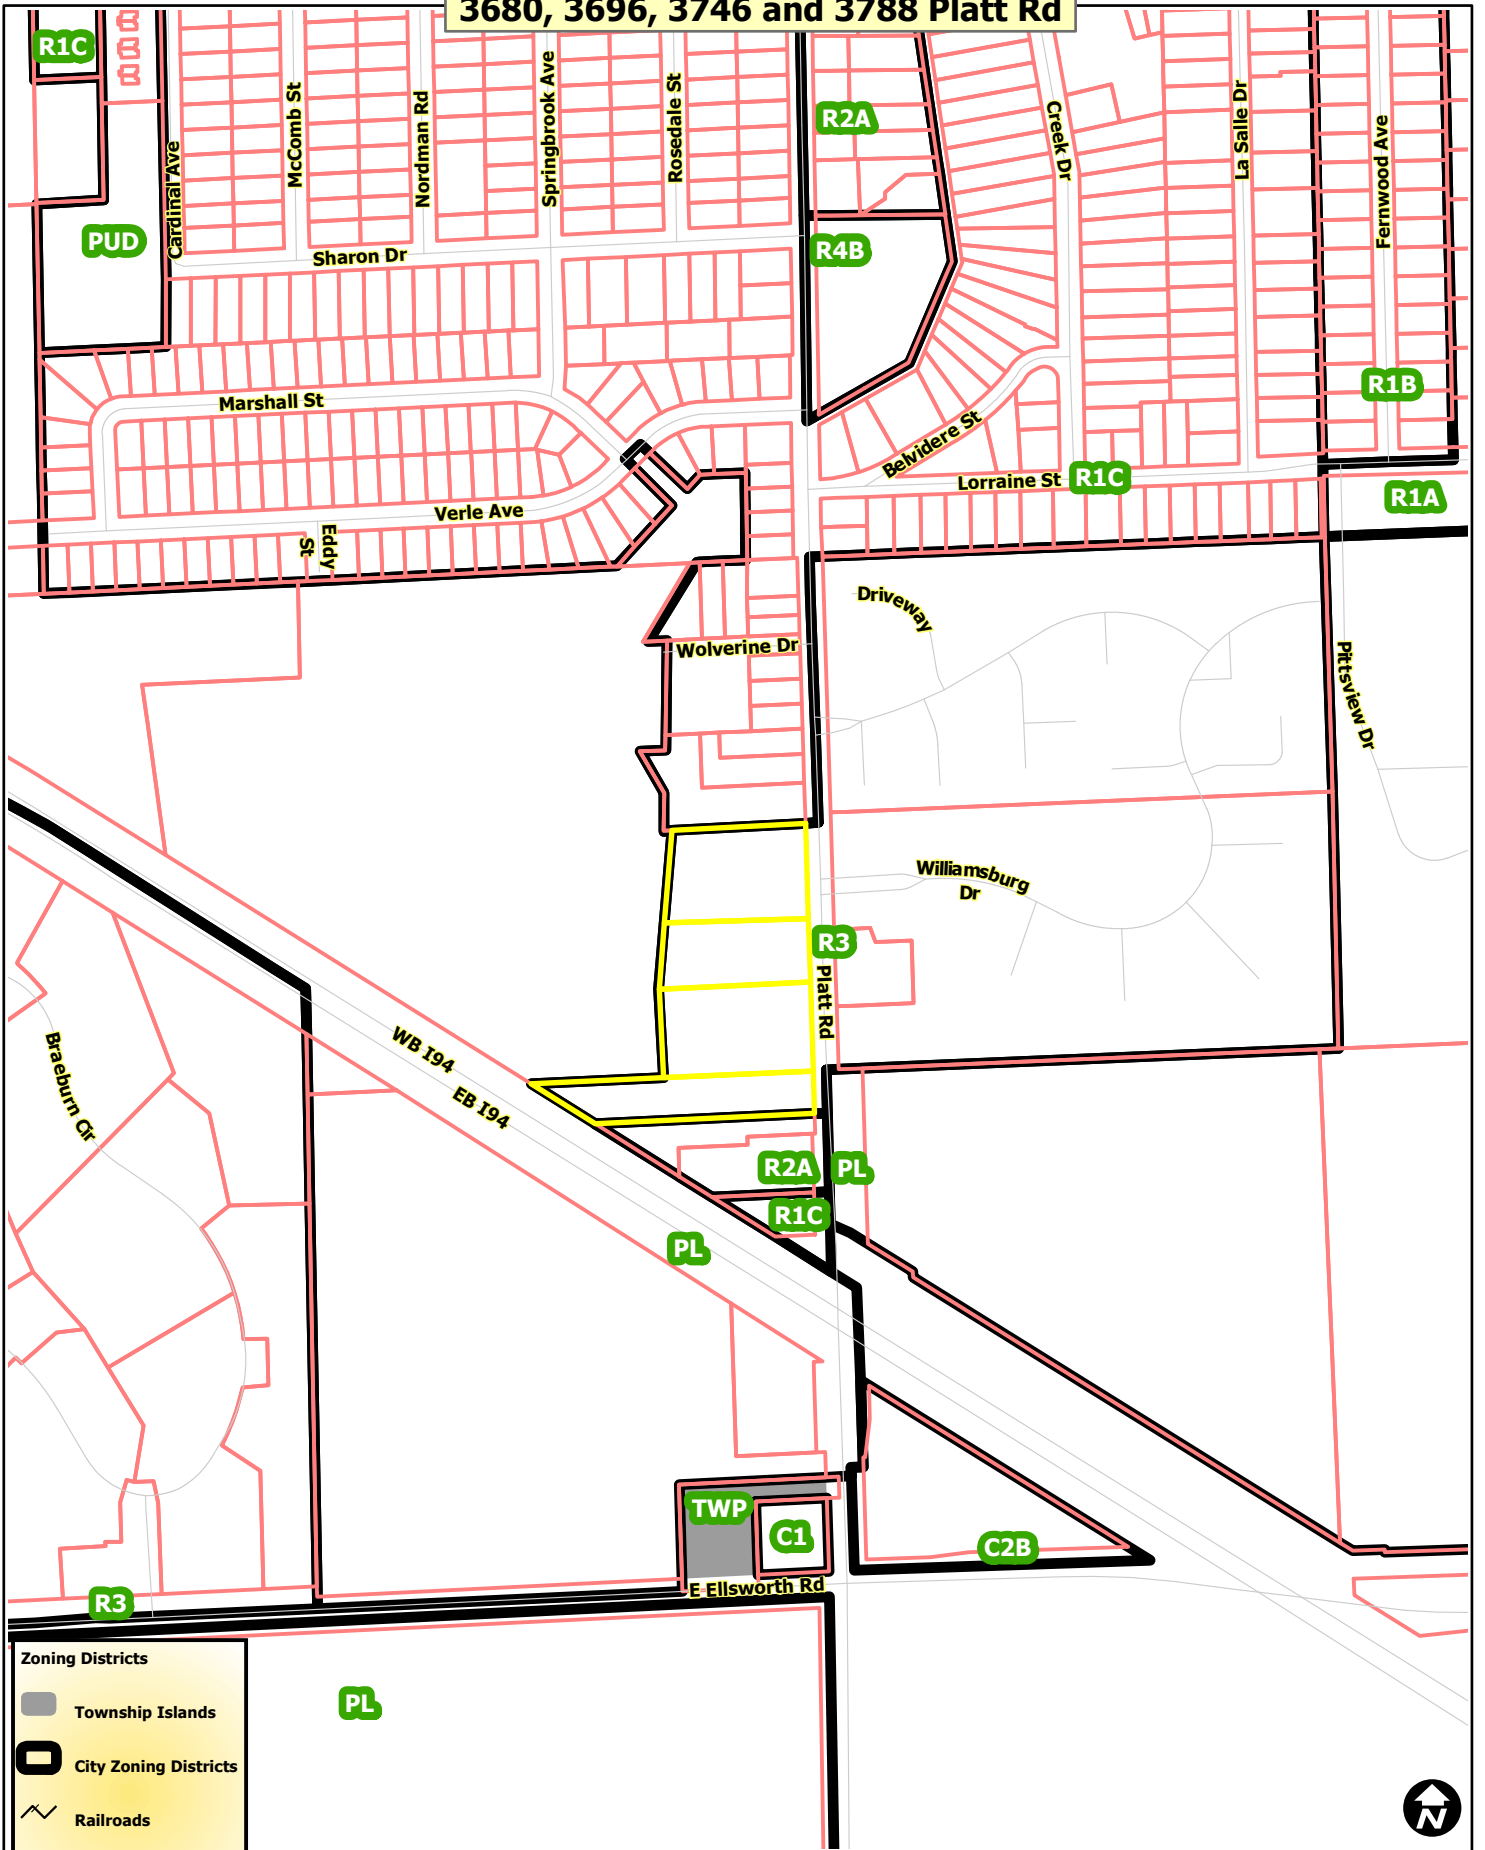 3680, 3696, 3746 and 3788 Platt Rd
R1C
R2A
PUD
R4B
Cardinal Ave
McComb St
Nordman Rd
Springbrook Ave
Rosedale St
Creek Dr
La Salle Dr
Fernwood Ave
Sharon Dr
Marshall St
R1B
Belvidere St
Lorraine St
R1C
R1A
Verle Ave
Eddy
St
Driveway
Wolverine Dr
Pittsview Dr
Williamsburg
Dr
R3
Platt Rd
WB I94
EB I94
Braeburn Cir
R2A
PL
R1C
PL
TWP
C1
C2B
E Ellsworth Rd
R3
PL
Zoning Districts
Township Islands
City Zoning Districts
Railroads
N